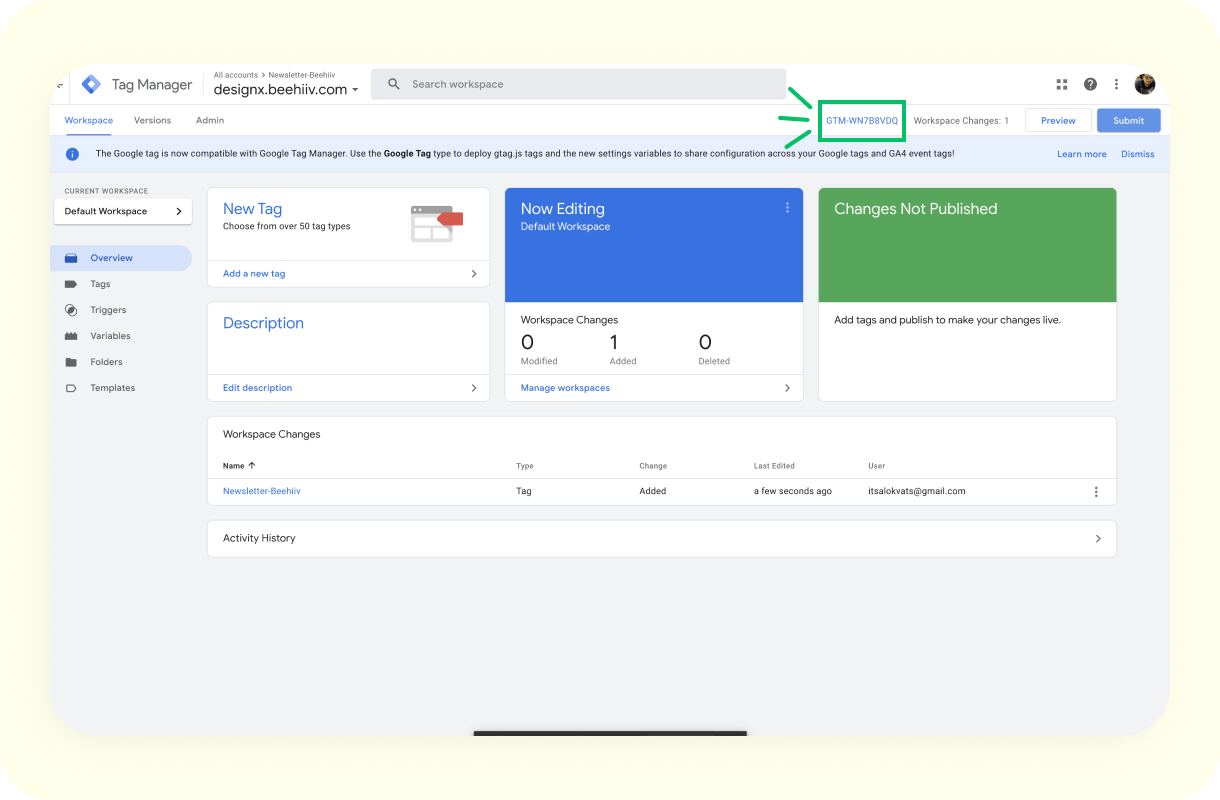 Tag Manager
All accounts > Newsletter-Beehiiv
designx.beehiiv.com
Search workspace
Workspace Versions Admin
GTM-WN7B8VDQ Workspace Changes: 1 Preview Submit
The Google tag is now compatible with Google Tag Manager. Use the Google Tag type to deploy gtag.js tags and the new settings variables to share configuration across your Google tags and GA4 event tags! Learn more Dismiss
CURRENT WORKSPACE
Default Workspace
Overview
Tags
Triggers
Variables
Folders
Templates
New Tag
Choose from over 50 tag types
Add a new tag
Description
Edit description
Now Editing
Default Workspace
Workspace Changes
0 1 0
Modified Added Deleted
Manage workspaces
Changes Not Published
Add tags and publish to make your changes live.
Workspace Changes
Name Type Change Last Edited User
Newsletter-Beehiiv Tag Added a few seconds ago itsalokvats@gmail.com
Activity History